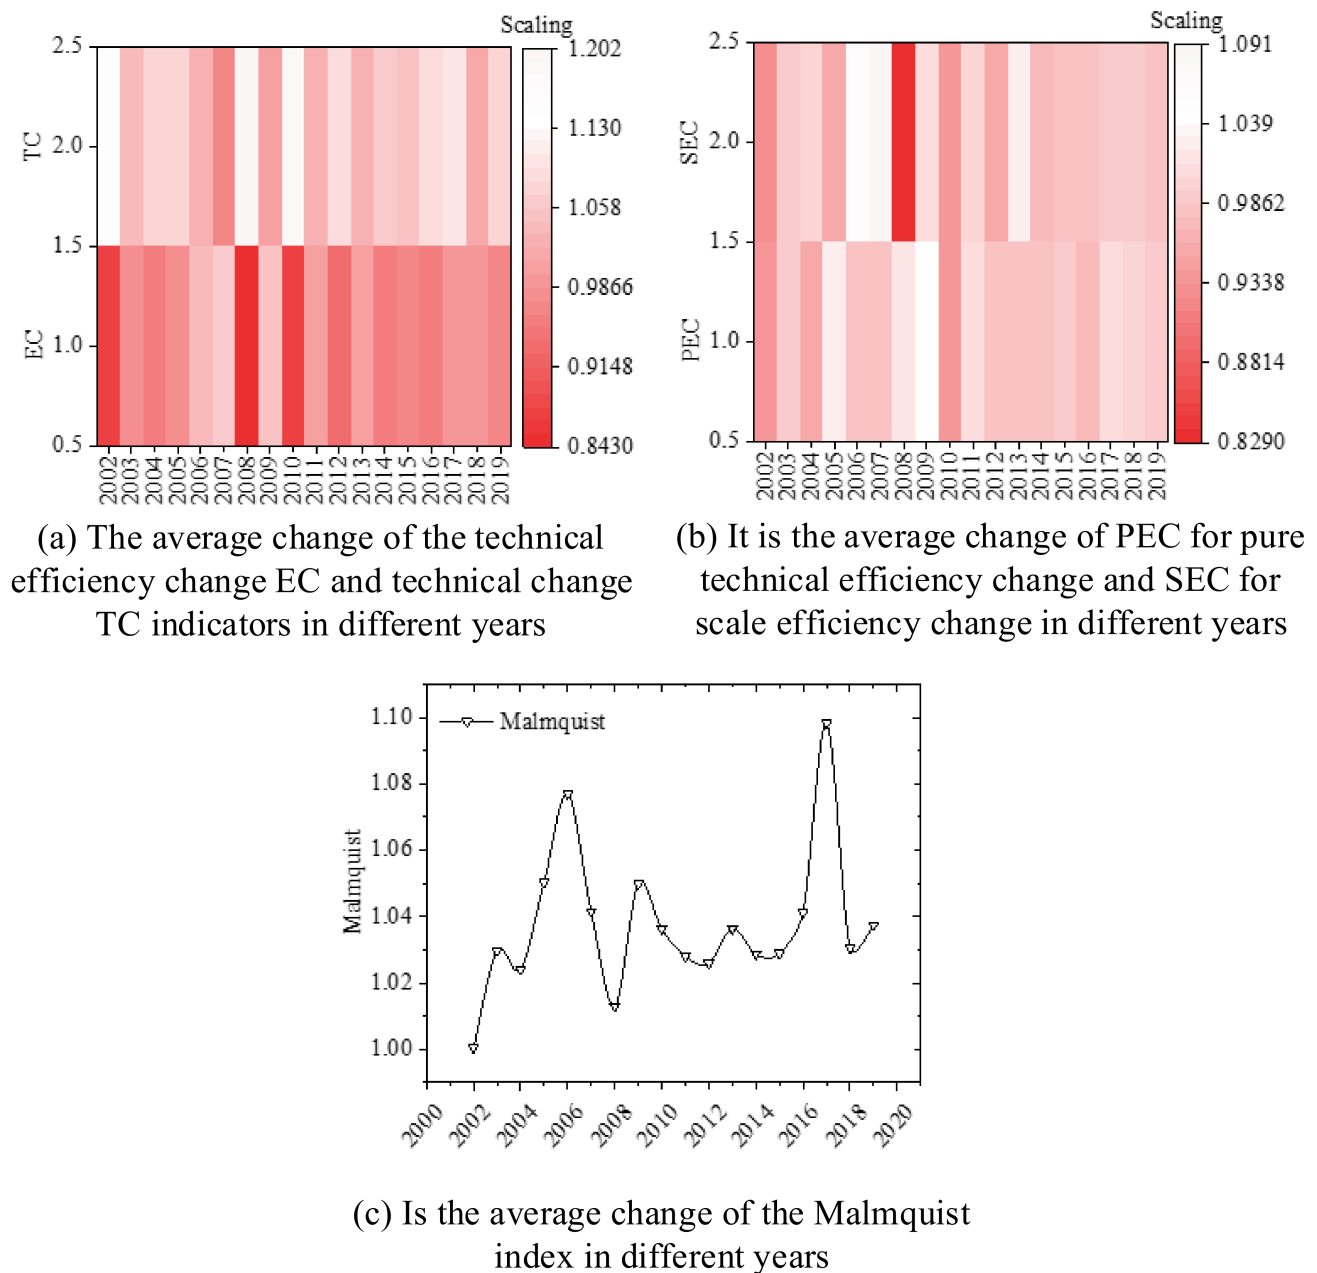 Scaling
2.5
2.0
1.5
1.0
0.5
TC
EC
1.202
1.130
1.058
0.9866
0.9148
0.8430
2002 2003 2004 2005 2006 2007 2008 2009 2010 2011 2012 2013 2014 2015 2016 2017 2018 2019
(a) The average change of the technical
efficiency change EC and technical change
TC indicators in different years
Scaling
2.5
2.0
1.5
1.0
0.5
SEC
PEC
1.091
1.039
0.9862
0.9338
0.8814
0.8290
2002 2003 2004 2005 2006 2007 2008 2009 2010 2011 2012 2013 2014 2015 2016 2017 2018 2019
(b) It is the average change of PEC for pure
technical efficiency change and SEC for
scale efficiency change in different years
Malmquist
1.10
1.08
1.06
1.04
1.02
1.00
Malmquist
2000 2002 2004 2006 2008 2010 2012 2014 2016 2018 2020
(c) Is the average change of the Malmquist
index in different years